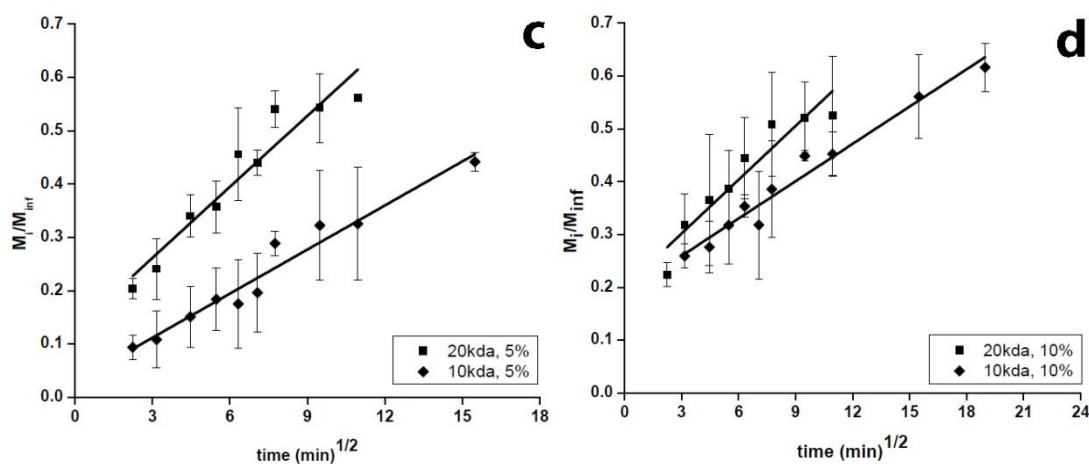 c
0.7
0.6
0.5
0.4
0.3
0.2
0.1
0.0
M_i/M_inf
20kda, 5%
10kda, 5%
3 6 9 12 15 18
time (min)^1/2
d
0.7
0.6
0.5
0.4
0.3
0.2
0.1
0.0
M_i/M_inf
20kda, 10%
10kda, 10%
0 3 6 9 12 15 18 21 24
time (min)^1/2